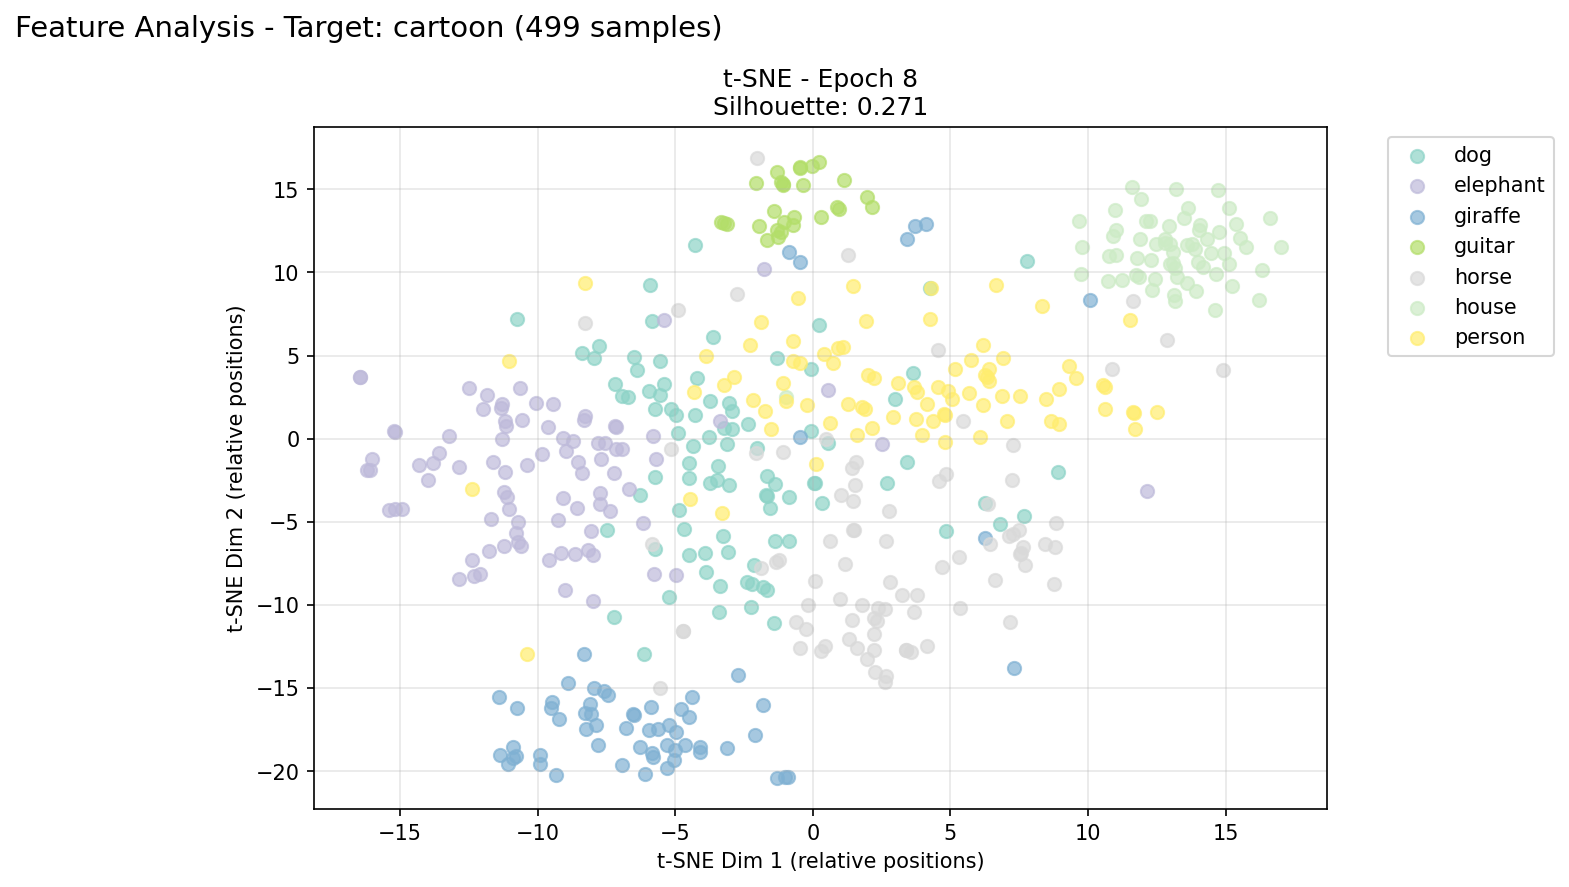 Feature Analysis - Target: cartoon (499 samples)
t-SNE - Epoch 8
Silhouette: 0.271
dog
elephant
giraffe
guitar
horse
house
person
t-SNE Dim 2 (relative positions)
15
10
5
0
−5
−10
−15
−20
−15
−10
−5
0
5
10
15
t-SNE Dim 1 (relative positions)